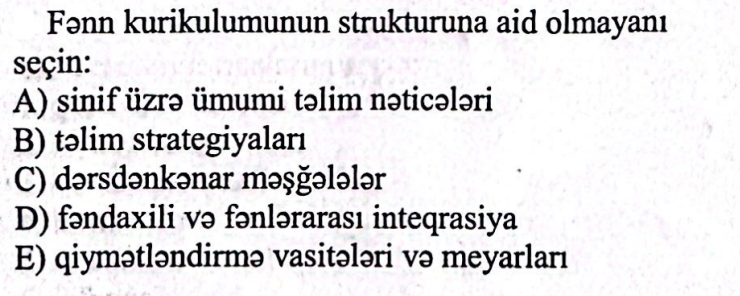 Fənn kurikulumunun strukturuna aid olmayanı
seçin:
A) sinif üzrə ümumi təlim nəticələri
B) təlim strategiyaları
C) dərsdənkənar məşğələlər
D) fəndaxili və fənlərarası inteqrasiya
E) qiymətləndirmə vasitələri və meyarları